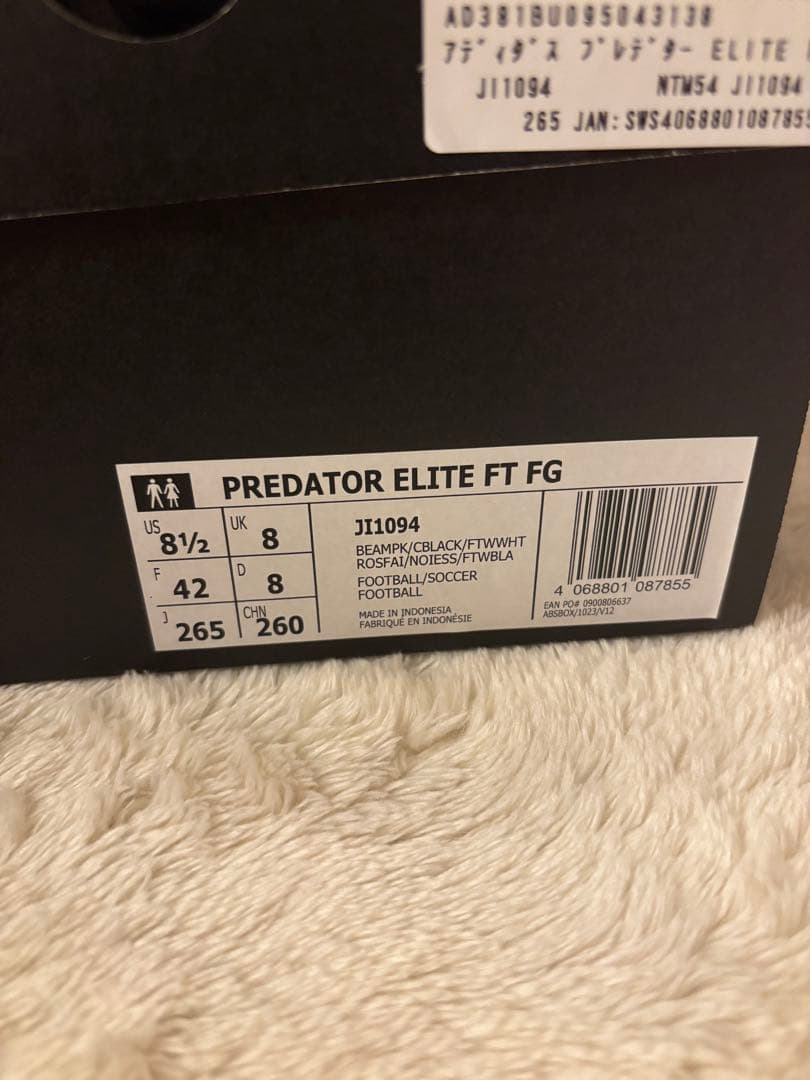 AD381BU095043138
アディダス プレデター ELITE
JI1094 NTM54 JI1094
265 JAN:SWS4068801087855
PREDATOR ELITE FT FG
US 8½ UK 8
F 42 D 8
J 265 CHN 260
JI1094
BEAMPK/CBLACK/FTWWHT
ROSFAI/NOIESS/FTWBLA
FOOTBALL/SOCCER
FOOTBALL
MADE IN INDONESIA
FABRIQUÉ EN INDONÉSIE
4 068801 087855
EAN PO# 0900806637
ABSBOX/1023/V12